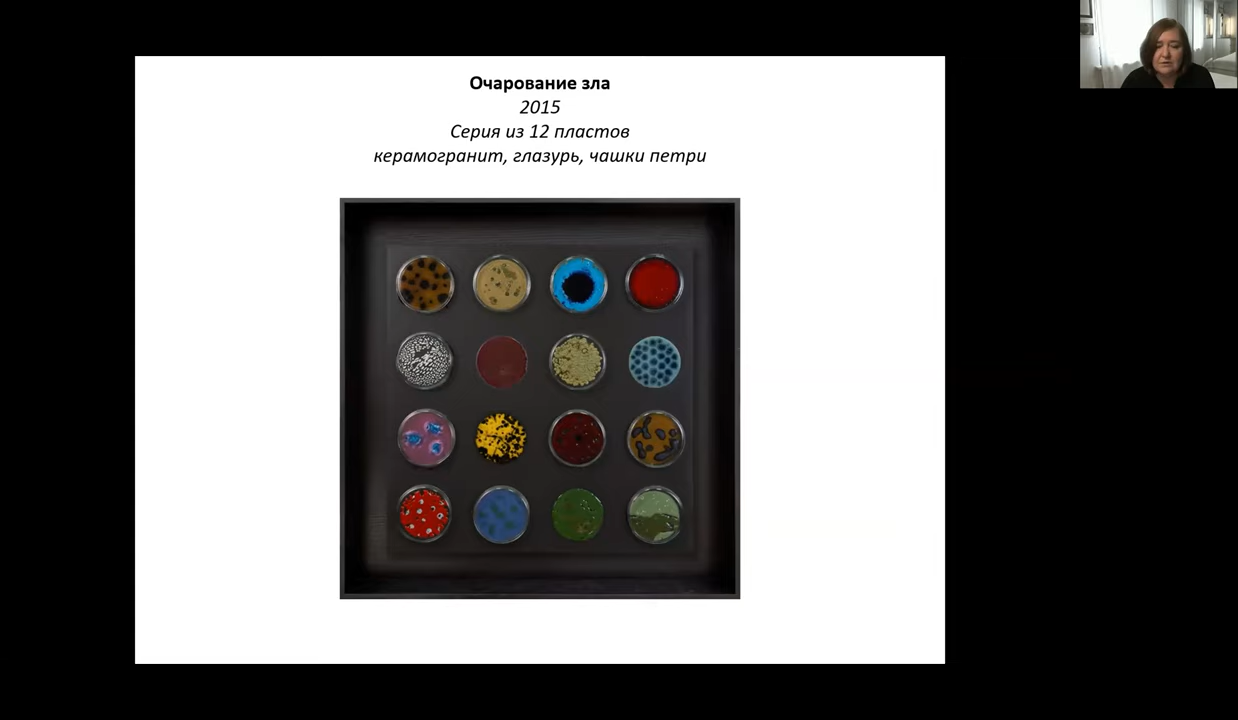 Очарование зла
2015
Серия из 12 пластов
керамогранит, глазурь, чашки петри